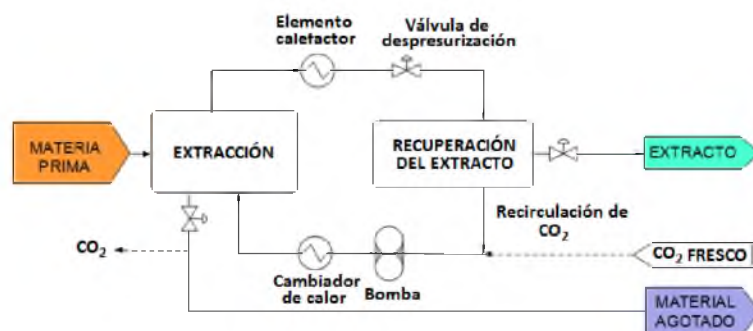 Elemento
calefactor
Válvula de
despresurización
MATERIA
PRIMA
EXTRACCIÓN
RECUPERACIÓN
DEL EXTRACTO
EXTRACTO
Recirculación de
CO₂
CO₂
CO₂ FRESCO
Cambiador
de calor
Bomba
MATERIAL
AGOTADO